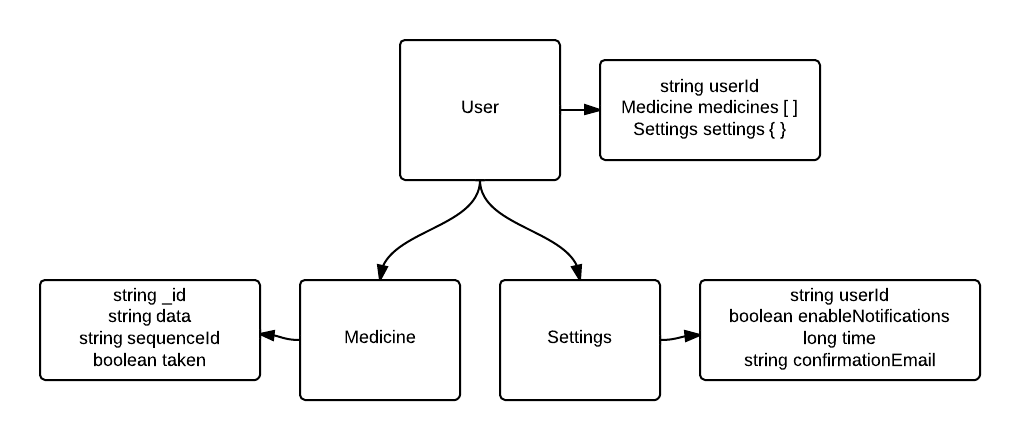 User
string userId
Medicine medicines [ ]
Settings settings { }
string _id
string data
string sequenceId
boolean taken
Medicine
Settings
string userId
boolean enableNotifications
long time
string confirmationEmail